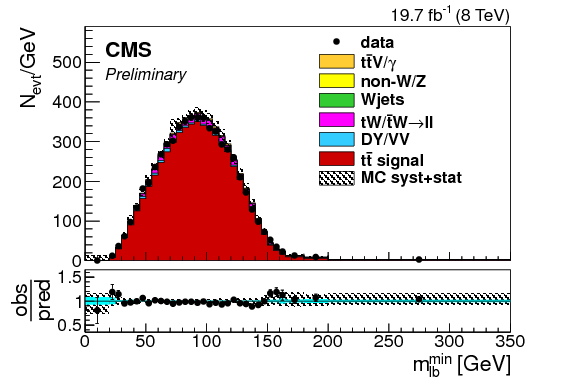 19.7 fb⁻¹ (8 TeV)
N_evt/GeV
CMS
Preliminary
data
tt̄V/γ
non-W/Z
Wjets
tW/t̄W→ll
DY/VV
tt̄ signal
MC syst+stat
500
400
300
200
100
0
obs
pred
1.5
1
0.5
0 50 100 150 200 250 300 350
m_lb^min [GeV]